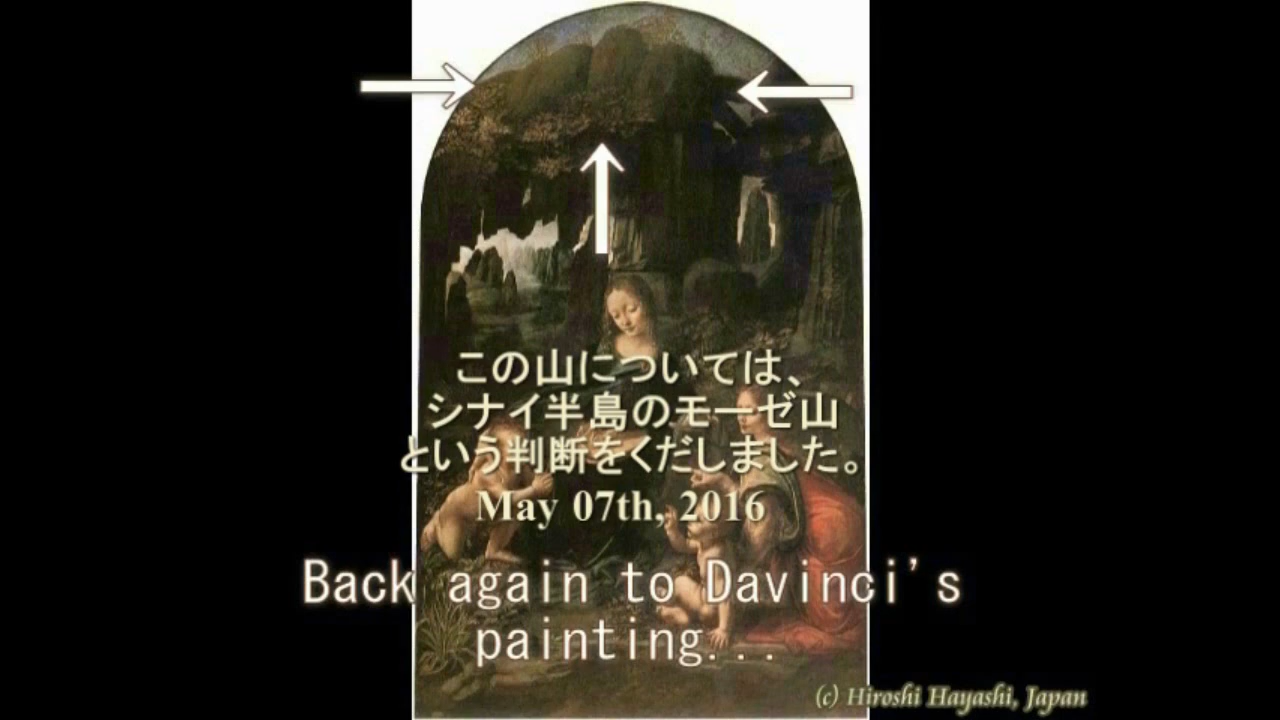 この山については、
シナイ半島のモーゼ山
という判断をくだしました。
May 07th, 2016
Back again to Davinci's
painting...
(c) Hiroshi Hayashi, Japan